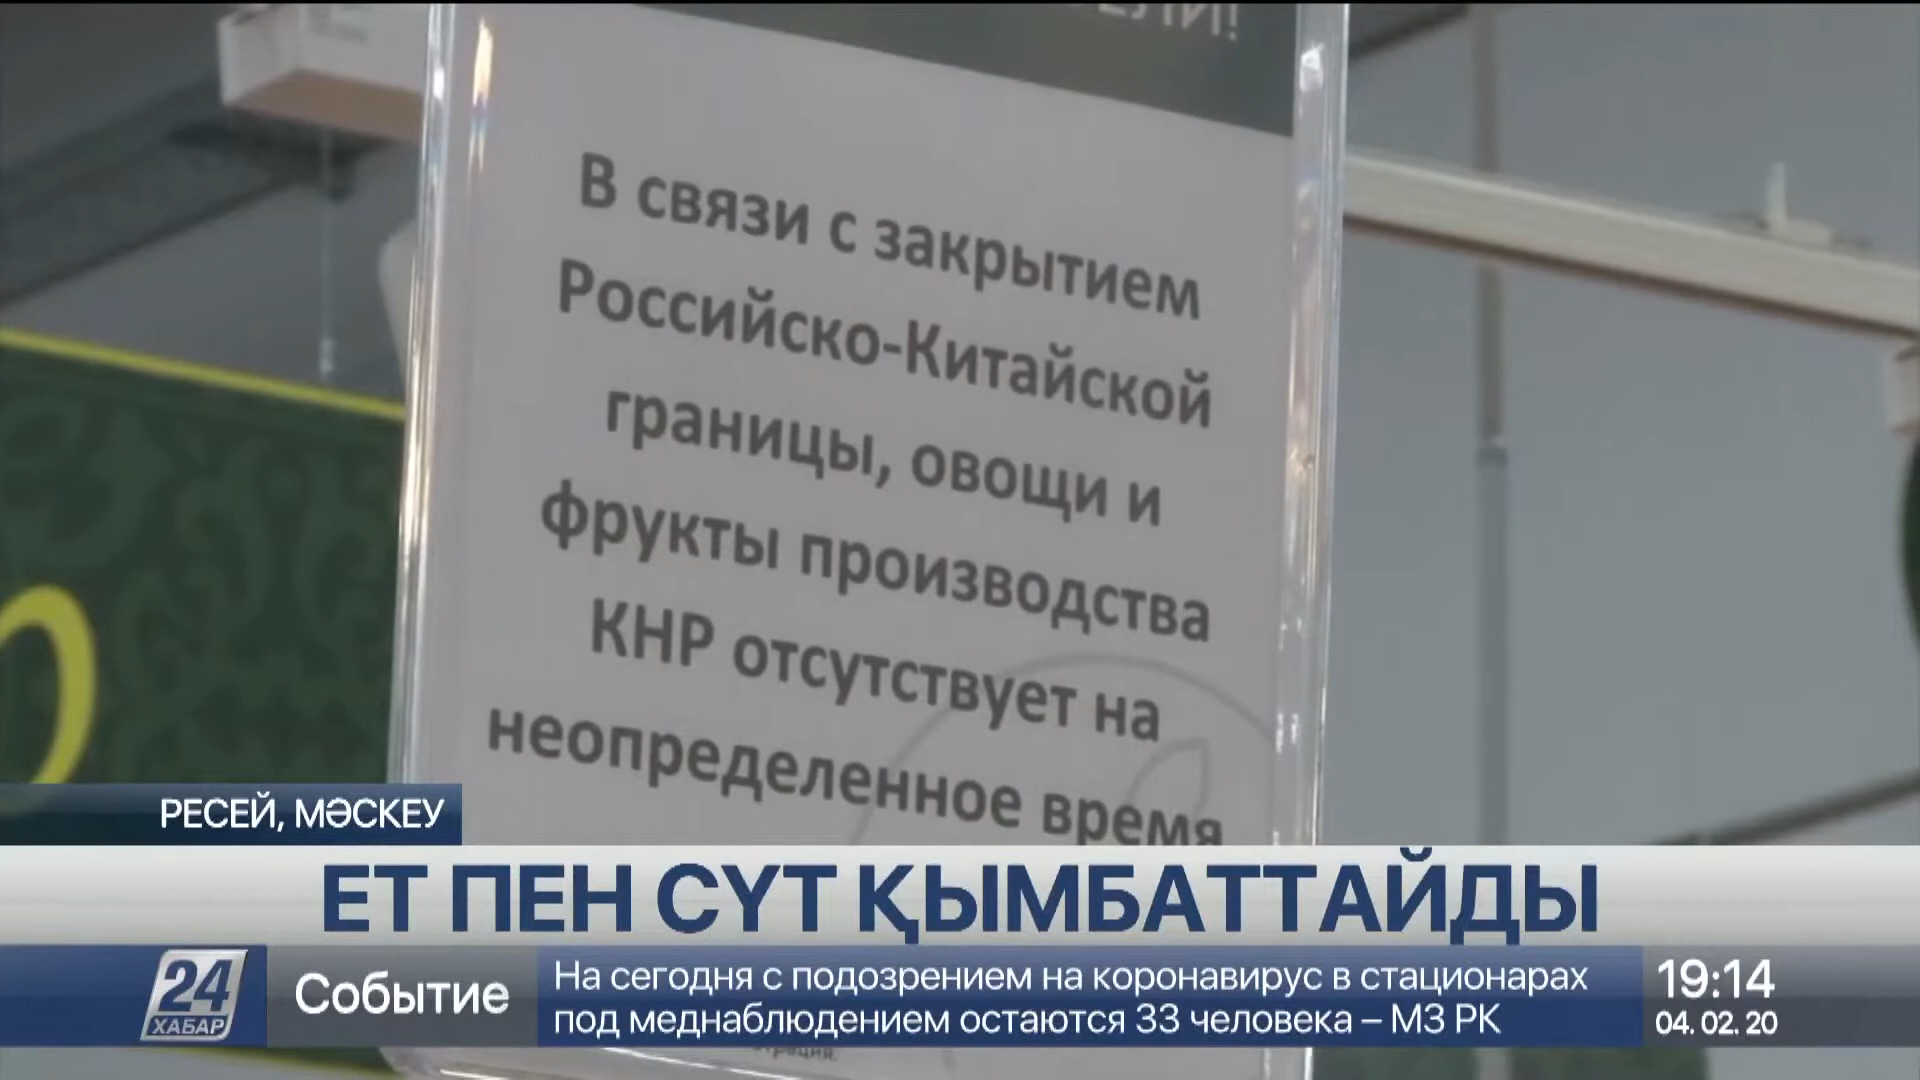 В связи с закрытием
Российско-Китайской
границы, овощи и
фрукты производства
КНР отсутствует на
неопределенное время
РЕСЕЙ, МӘСКЕУ
ЕТ ПЕН СҮТ ҚЫМБАТТАЙДЫ
24
ХАБАР
Событие
На сегодня с подозрением на коронавирус в стационарах
под меднаблюдением остаются 33 человека – МЗ РК
19:14
04. 02. 20